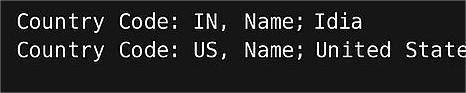 Country Code: IN, Name; Idia
Country Code: US, Name; United State